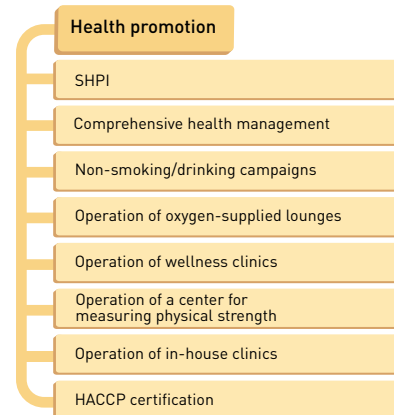 Health promotion
SHPI
Comprehensive health management
Non-smoking/drinking campaigns
Operation of oxygen-supplied lounges
Operation of wellness clinics
Operation of a center for
measuring physical strength
Operation of in-house clinics
HACCP certification